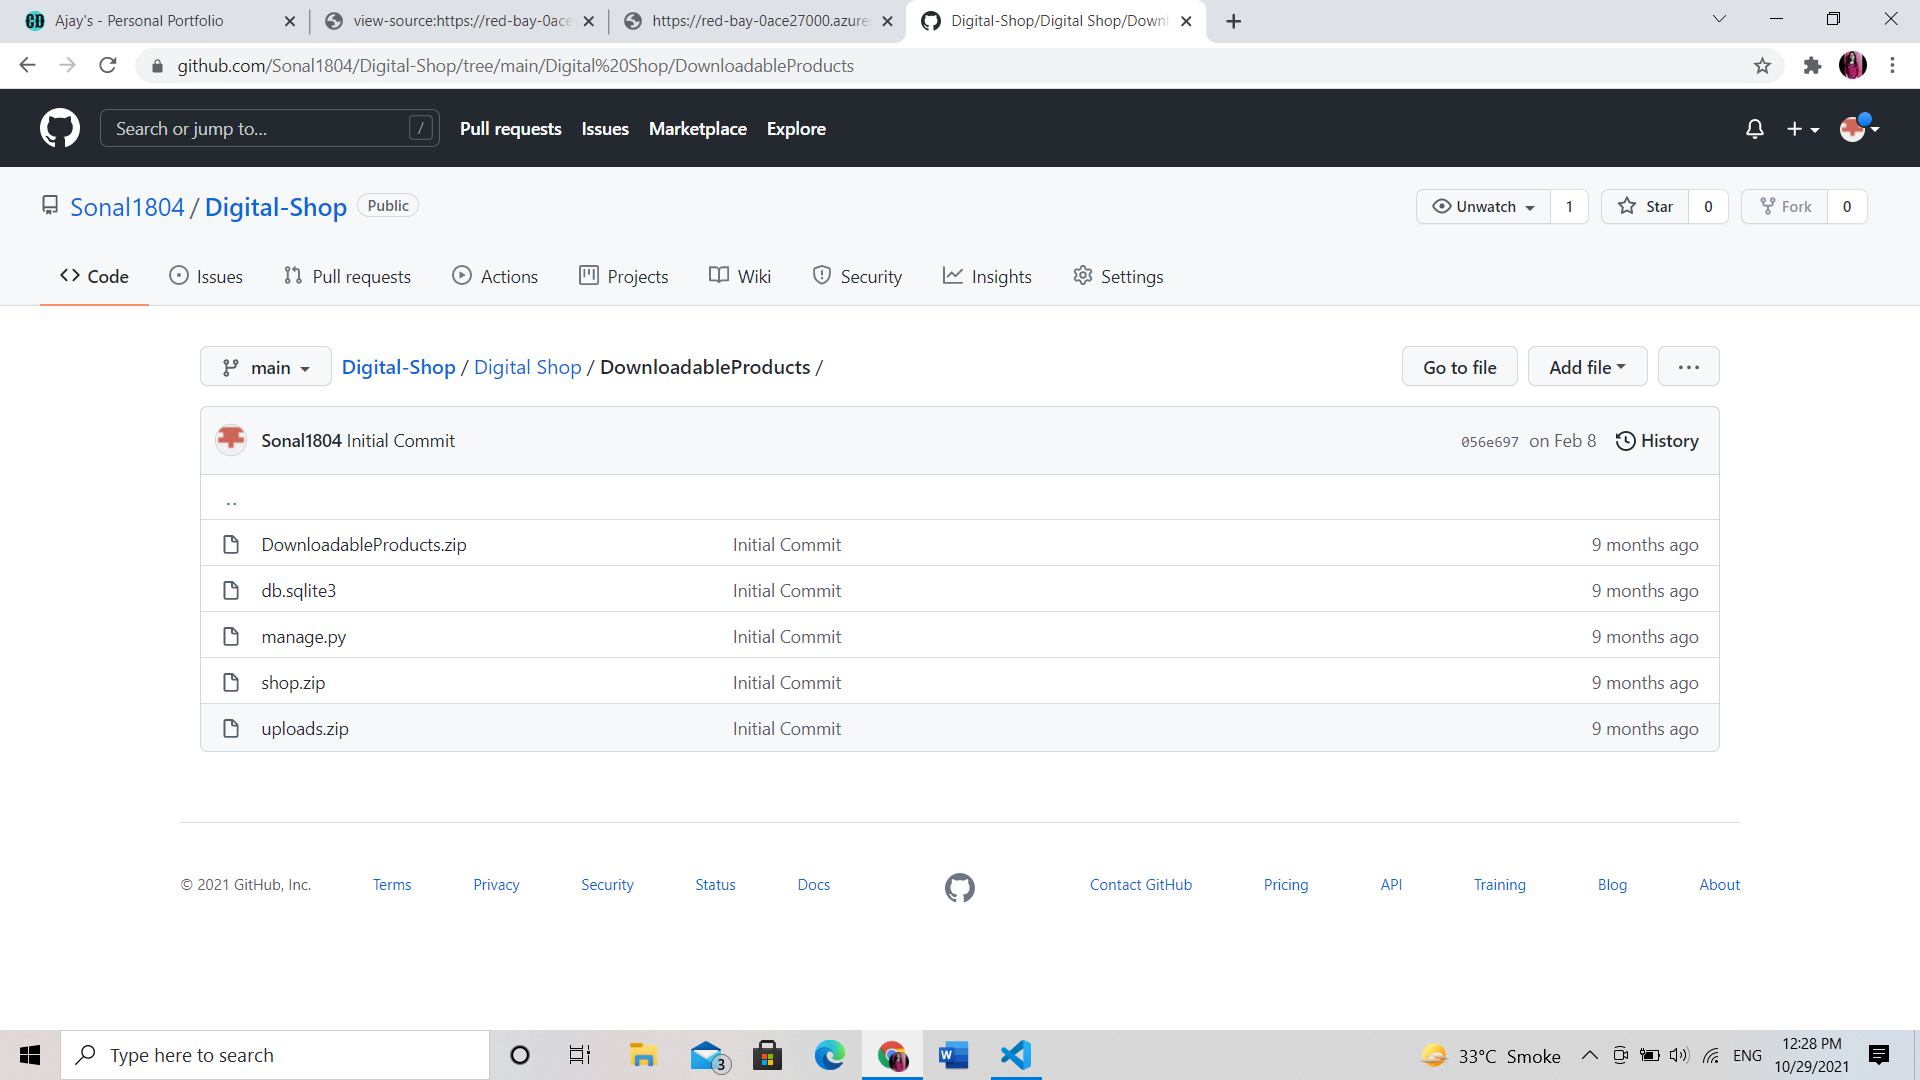 Ajay's - Personal Portfolio
view-source:https://red-bay-0ace
https://red-bay-0ace27000.azures
Digital-Shop/Digital Shop/Downl
github.com/Sonal1804/Digital-Shop/tree/main/Digital%20Shop/DownloadableProducts
Search or jump to... /
Pull requests Issues Marketplace Explore
Sonal1804 / Digital-Shop Public
Unwatch 1 Star 0 Fork 0
Code Issues Pull requests Actions Projects Wiki Security Insights Settings
main Digital-Shop / Digital Shop / DownloadableProducts /
Go to file Add file ...
Sonal1804 Initial Commit 056e697 on Feb 8 History
..
DownloadableProducts.zip Initial Commit 9 months ago
db.sqlite3 Initial Commit 9 months ago
manage.py Initial Commit 9 months ago
shop.zip Initial Commit 9 months ago
uploads.zip Initial Commit 9 months ago
© 2021 GitHub, Inc. Terms Privacy Security Status Docs Contact GitHub Pricing API Training Blog About
Type here to search
3
W
33°C Smoke
ENG
12:28 PM
10/29/2021